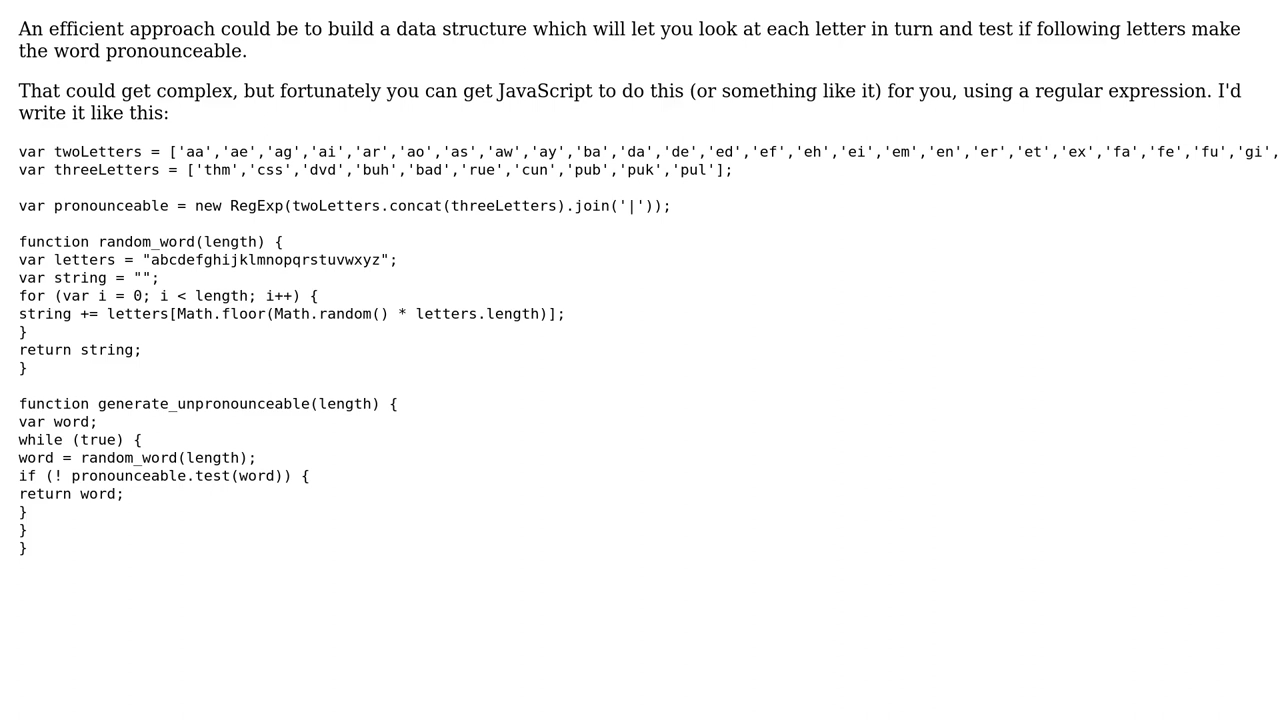 An efficient approach could be to build a data structure which will let you look at each letter in turn and test if following letters make
the word pronounceable.
That could get complex, but fortunately you can get JavaScript to do this (or something like it) for you, using a regular expression. I'd
write it like this:
var twoLetters = ['aa','ae','ag','ai','ar','ao','as','aw','ay','ba','da','de','ed','ef','eh','ei','em','en','er','et','ex','fa','fe','fu','gi',
var threeLetters = ['thm','css','dvd','buh','bad','rue','cun','pub','puk','pul'];
var pronounceable = new RegExp(twoLetters.concat(threeLetters).join('|'));
function random_word(length) {
var letters = "abcdefghijklmnopqrstuvwxyz";
var string = "";
for (var i = 0; i < length; i++) {
string += letters[Math.floor(Math.random() * letters.length)];
}
return string;
}
function generate_unpronounceable(length) {
var word;
while (true) {
word = random_word(length);
if (! pronounceable.test(word)) {
return word;
}
}
}